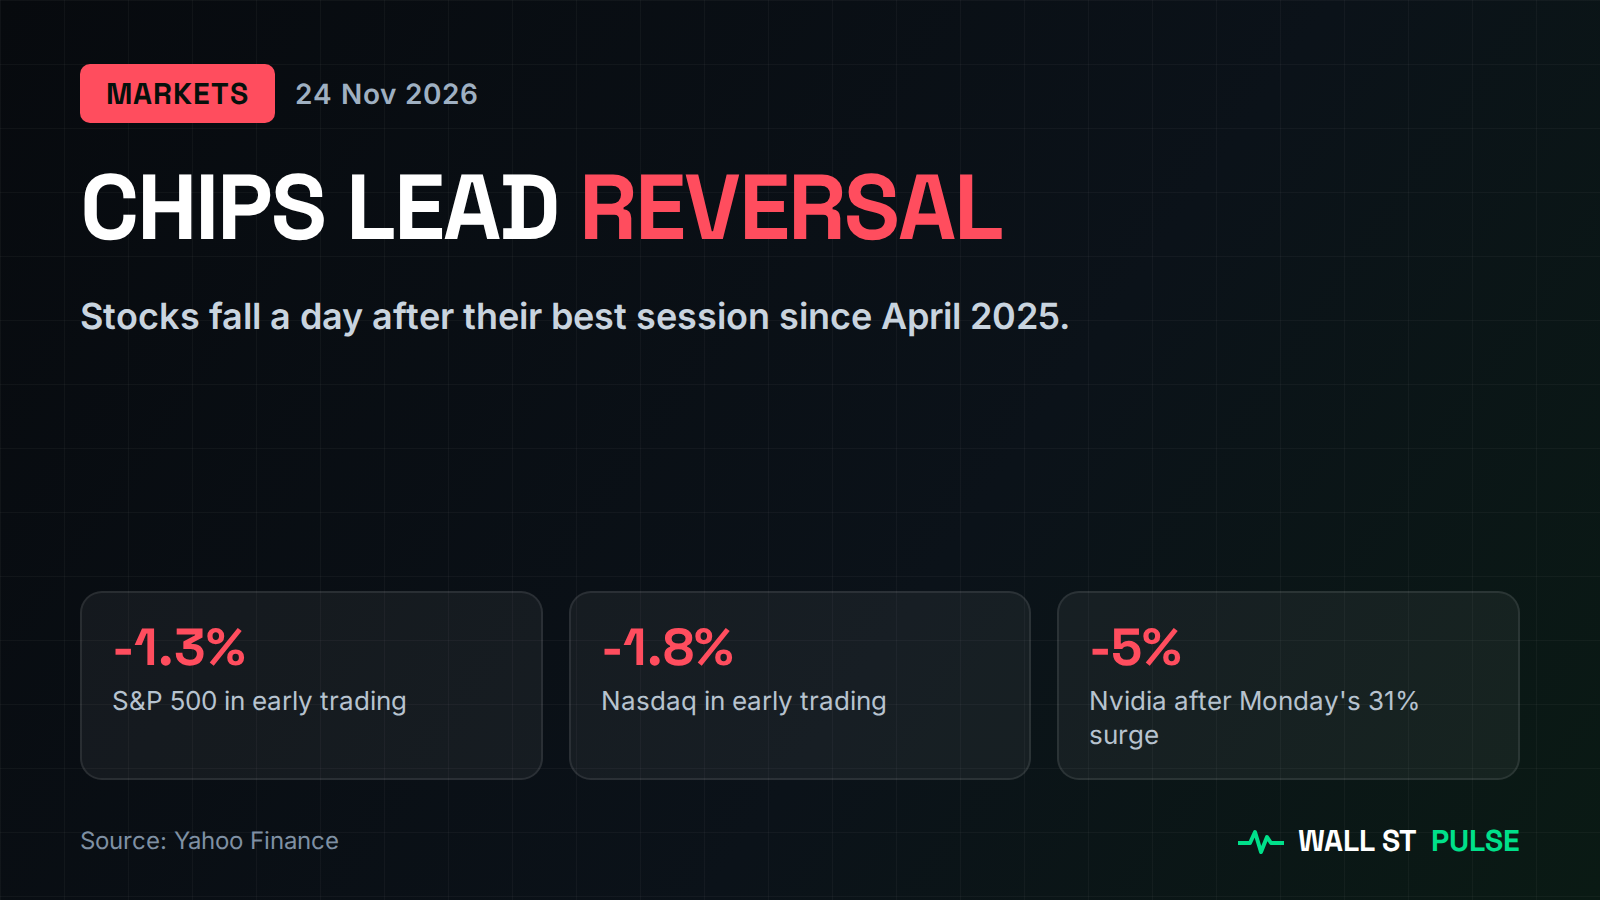 MARKETS
24 Nov 2026
CHIPS LEAD REVERSAL
Stocks fall a day after their best session since April 2025.
-1.3%
S&P 500 in early trading
-1.8%
Nasdaq in early trading
-5%
Nvidia after Monday's 31%
surge
Source: Yahoo Finance
WALL ST PULSE